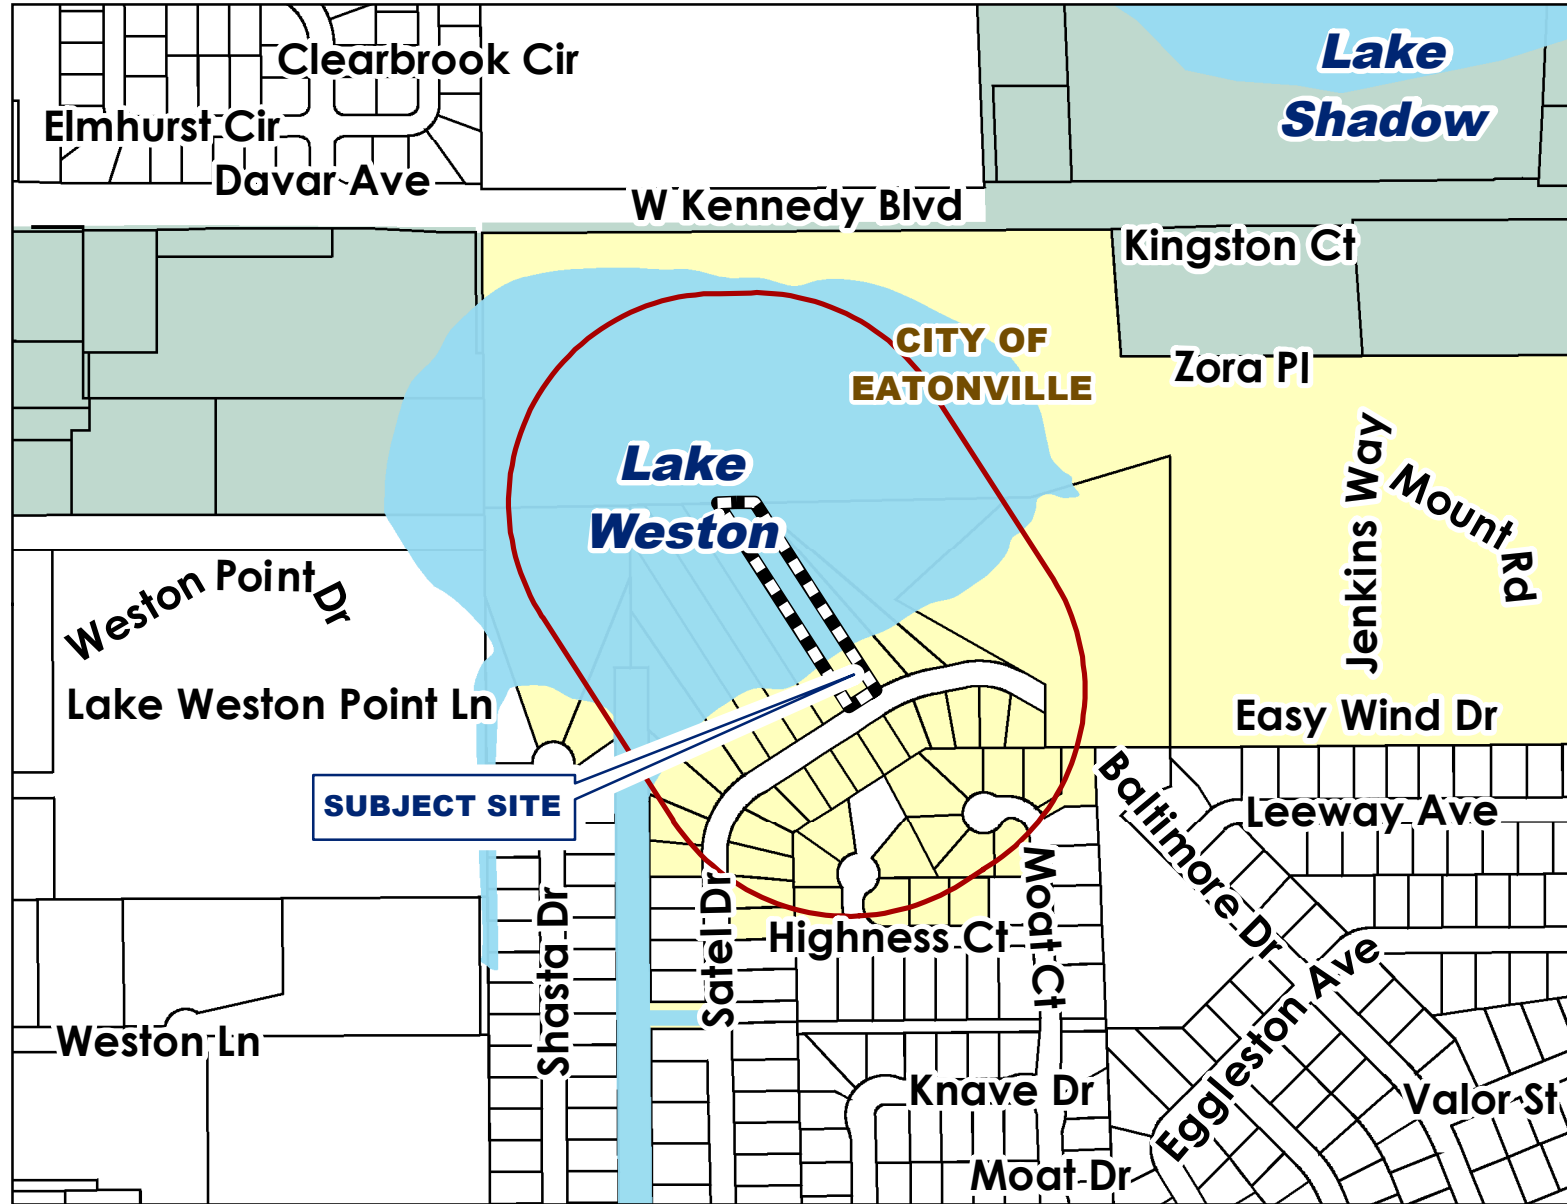 Clearbrook Cir
Lake
Shadow
Elmhurst Cir
Davar Ave
W Kennedy Blvd
Kingston Ct
CITY OF
EATONVILLE
Zora Pl
Lake
Weston
Jenkins Way
Mount Rd
Weston Point Dr
Lake Weston Point Ln
Easy Wind Dr
SUBJECT SITE
Baltimore Dr
Leeway Ave
Shasta Dr
Satel Dr
Highness Ct
Moat Ct
Eggleston Ave
Weston Ln
Knave Dr
Valor St
Moat Dr